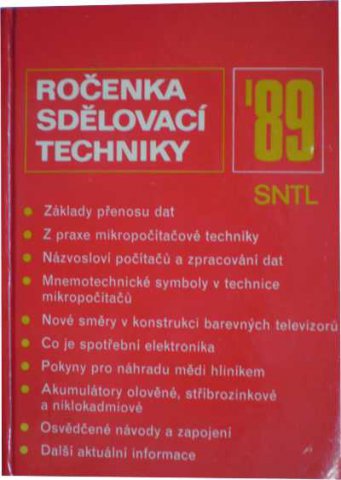 ROČENKA
SDĚLOVACÍ
TECHNIKY
'89
SNTL
Základy přenosu dat
Z praxe mikropočítačové techniky
Názvosloví počítačů a zpracování dat
Mnemotechnické symboly v technice
mikropočítačů
Nové směry v konstrukci barevných televizorů
Co je spotřební elektronika
Pokyny pro náhradu mědi hliníkem
Akumulátory olověné, stříbrozinkové
a niklokadmiové
Osvědčené návody a zapojení
Další aktuální informace